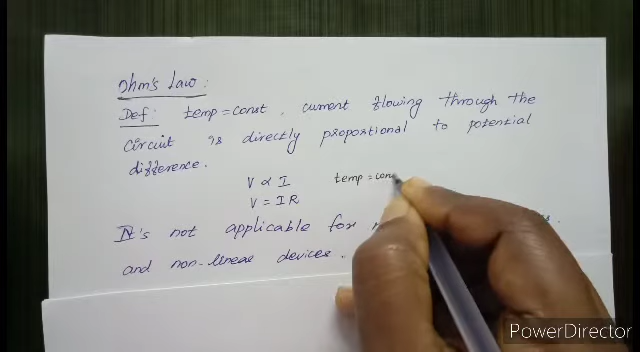 Ohm's Law:
Def: temp = const, current flowing through the
circuit is directly proportional to potential
difference.
V ∝ I temp = cons
V = IR
It's not applicable for
and non-linear devices.
PowerDirector